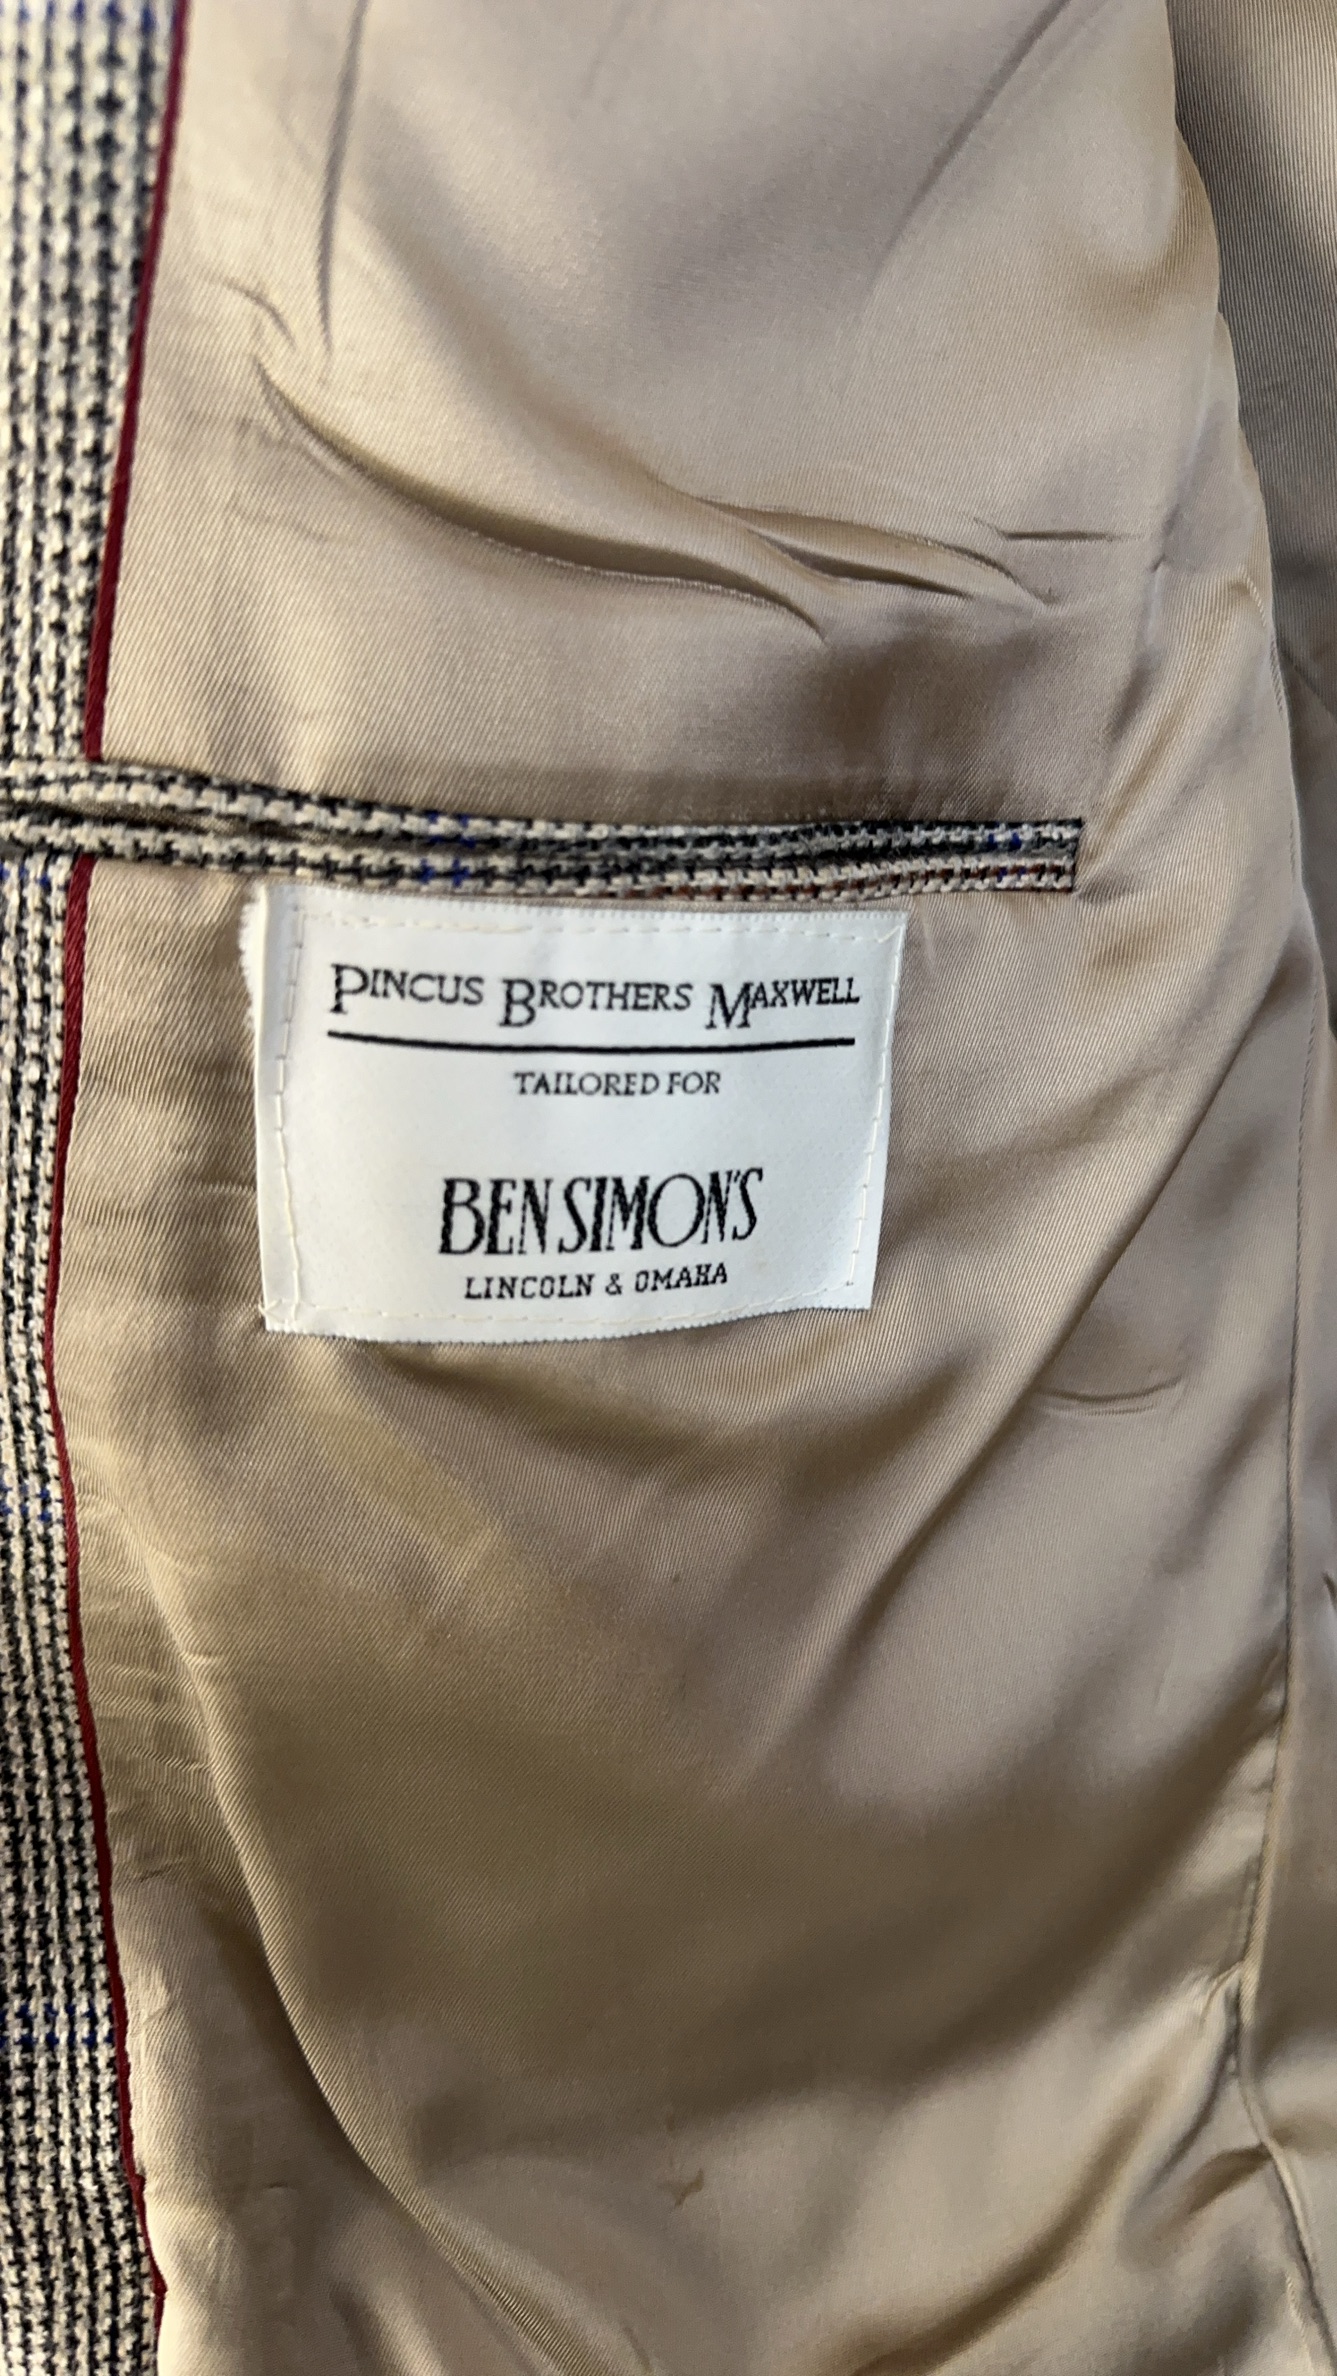 PINCUS BROTHERS MAXWELL
TAILORED FOR
BEN SIMON'S
LINCOLN & OMAHA